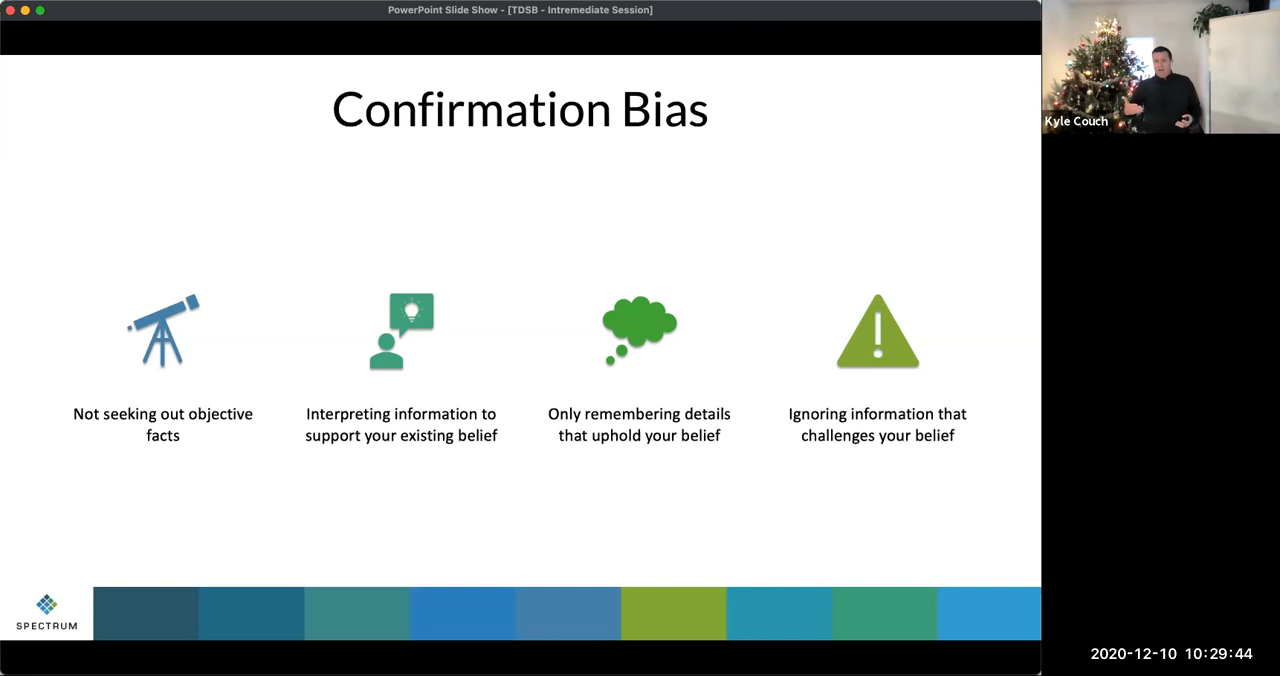 PowerPoint Slide Show - [TDSB - Intremediate Session]
Confirmation Bias
Not seeking out objective
facts
Interpreting information to
support your existing belief
Only remembering details
that uphold your belief
Ignoring information that
challenges your belief
SPECTRUM
Kyle Couch
2020-12-10 10:29:44